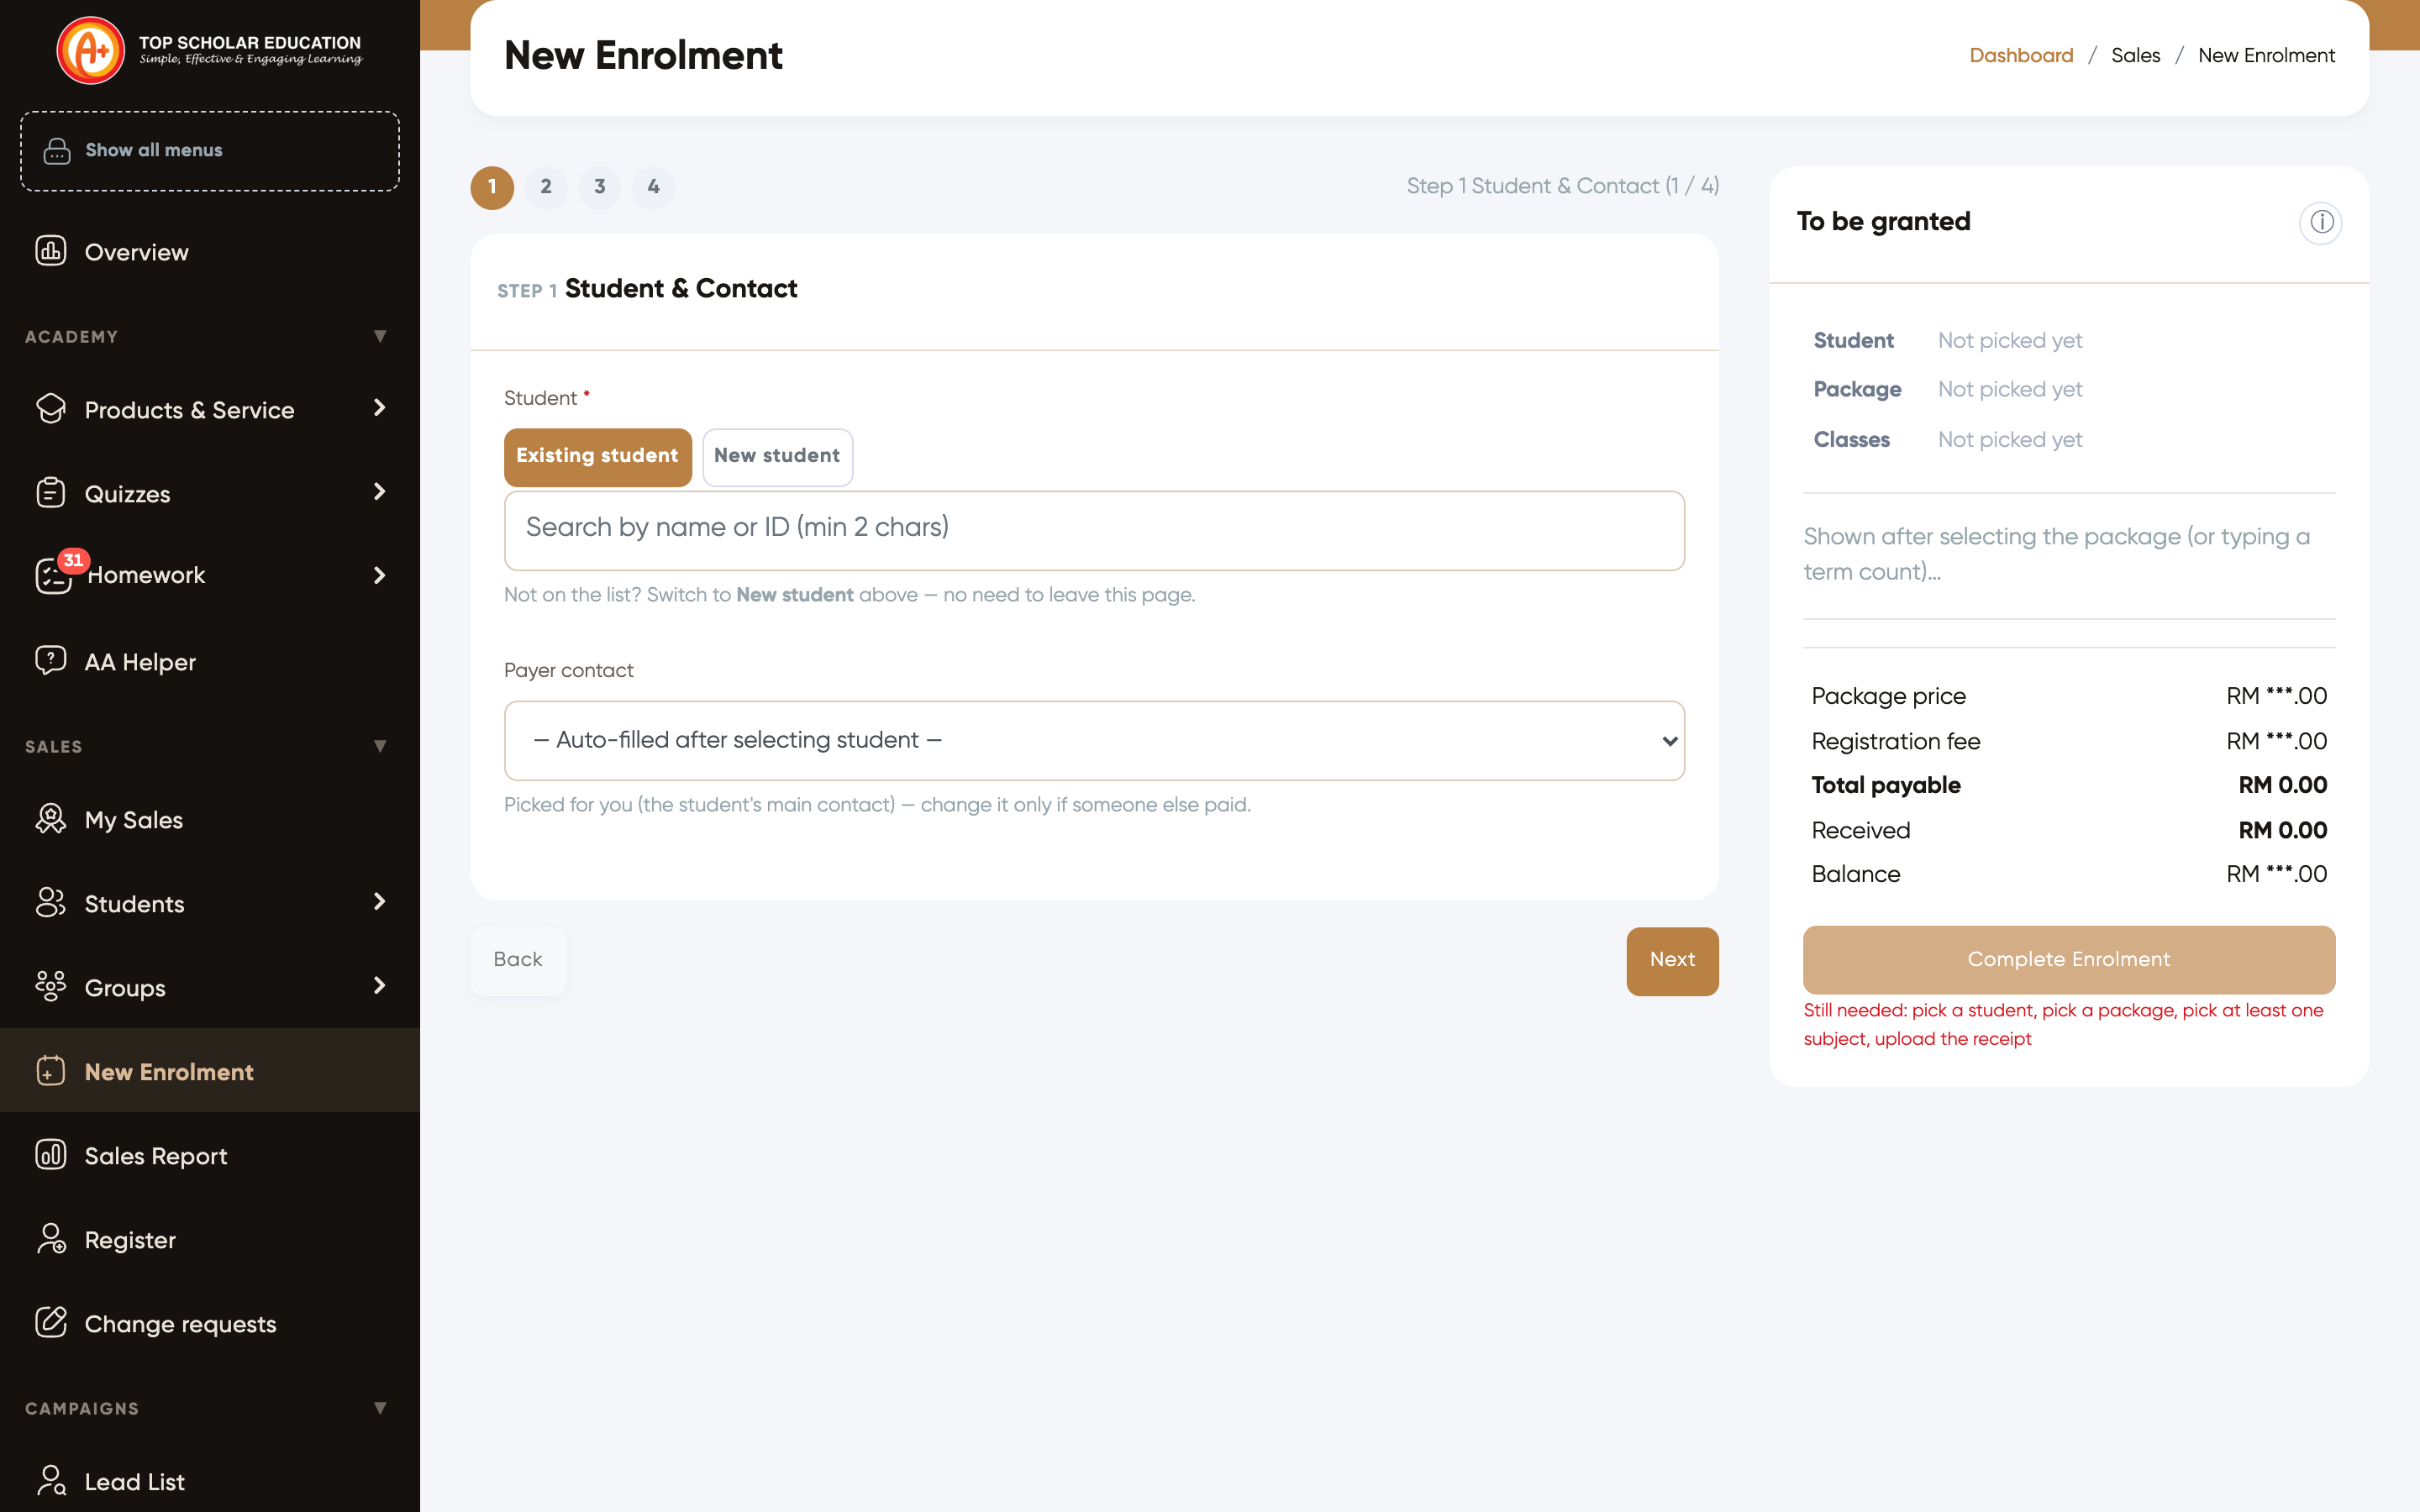 A+
TOP SCHOLAR EDUCATION
Simple, Effective & Engaging Learning
Show all menus
Overview
ACADEMY
Products & Service
Quizzes
31
Homework
AA Helper
SALES
My Sales
Students
Groups
New Enrolment
Sales Report
Register
Change requests
CAMPAIGNS
Lead List
New Enrolment
Dashboard / Sales / New Enrolment
1 2 3 4
Step 1 Student & Contact (1 / 4)
STEP 1 Student & Contact
Student *
Existing student New student
Search by name or ID (min 2 chars)
Not on the list? Switch to New student above — no need to leave this page.
Payer contact
— Auto-filled after selecting student —
Picked for you (the student's main contact) — change it only if someone else paid.
Back
Next
To be granted
Student Not picked yet
Package Not picked yet
Classes Not picked yet
Shown after selecting the package (or typing a
term count)...
Package price RM ***.00
Registration fee RM ***.00
Total payable RM 0.00
Received RM 0.00
Balance RM ***.00
Complete Enrolment
Still needed: pick a student, pick a package, pick at least one
subject, upload the receipt